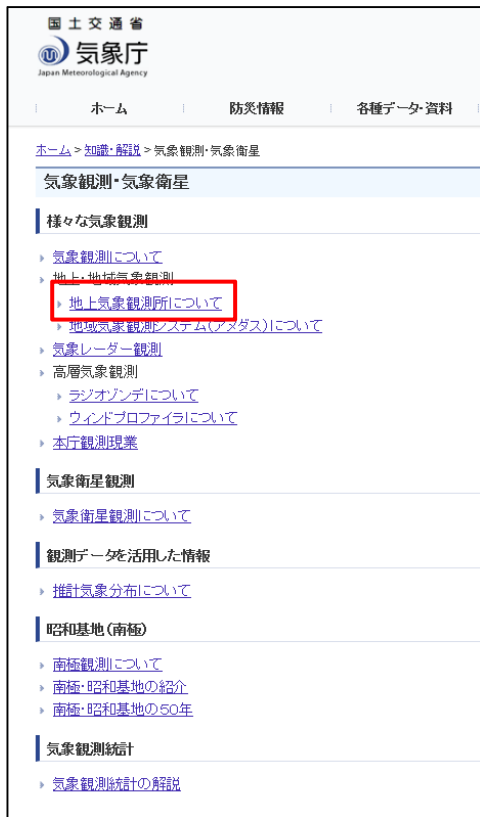 国土交通省
気象庁
Japan Meteorological Agency
ホーム 防災情報 各種データ・資料
ホーム > 知識・解説 > 気象観測・気象衛星
気象観測・気象衛星
様々な気象観測
気象観測について
地上・地域気象観測
地上気象観測所について
地域気象観測システム(アメダス)について
気象レーダー観測
高層気象観測
ラジオゾンデについて
ウィンドプロファイラについて
本庁観測現業
気象衛星観測
気象衛星観測について
観測データを活用した情報
推計気象分布について
昭和基地(南極)
南極観測について
南極・昭和基地の紹介
南極・昭和基地の50年
気象観測統計
気象観測統計の解説